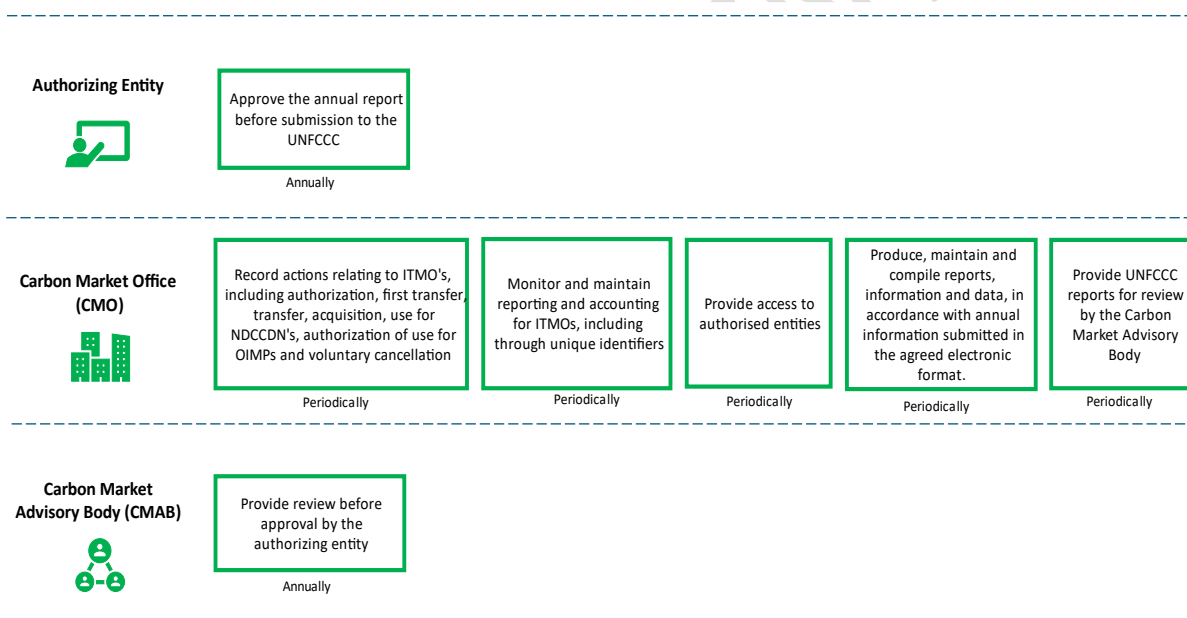 Authorizing Entity
Approve the annual report
before submission to the
UNFCCC
Annually
Carbon Market Office
(CMO)
Record actions relating to ITMO's,
including authorization, first transfer,
transfer, acquisition, use for
NDCCDN's, authorization of use for
OIMPs and voluntary cancellation
Periodically
Monitor and maintain
reporting and accounting
for ITMOs, including
through unique identifiers
Periodically
Provide access to
authorised entities
Periodically
Produce, maintain and
compile reports,
information and data, in
accordance with annual
information submitted in
the agreed electronic
format.
Periodically
Provide UNFCCC
reports for review
by the Carbon
Market Advisory
Body
Periodically
Carbon Market
Advisory Body (CMAB)
Provide review before
approval by the
authorizing entity
Annually